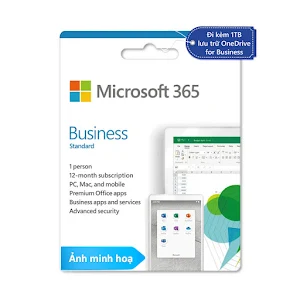 Đi kèm 1TB
lưu trữ OneDrive
for Business
Microsoft 365
Business
Standard
1 person
12-month subscription
PC, Mac, and mobile
Premium Office apps
Business apps and services
Advanced security
Ảnh minh hoạ